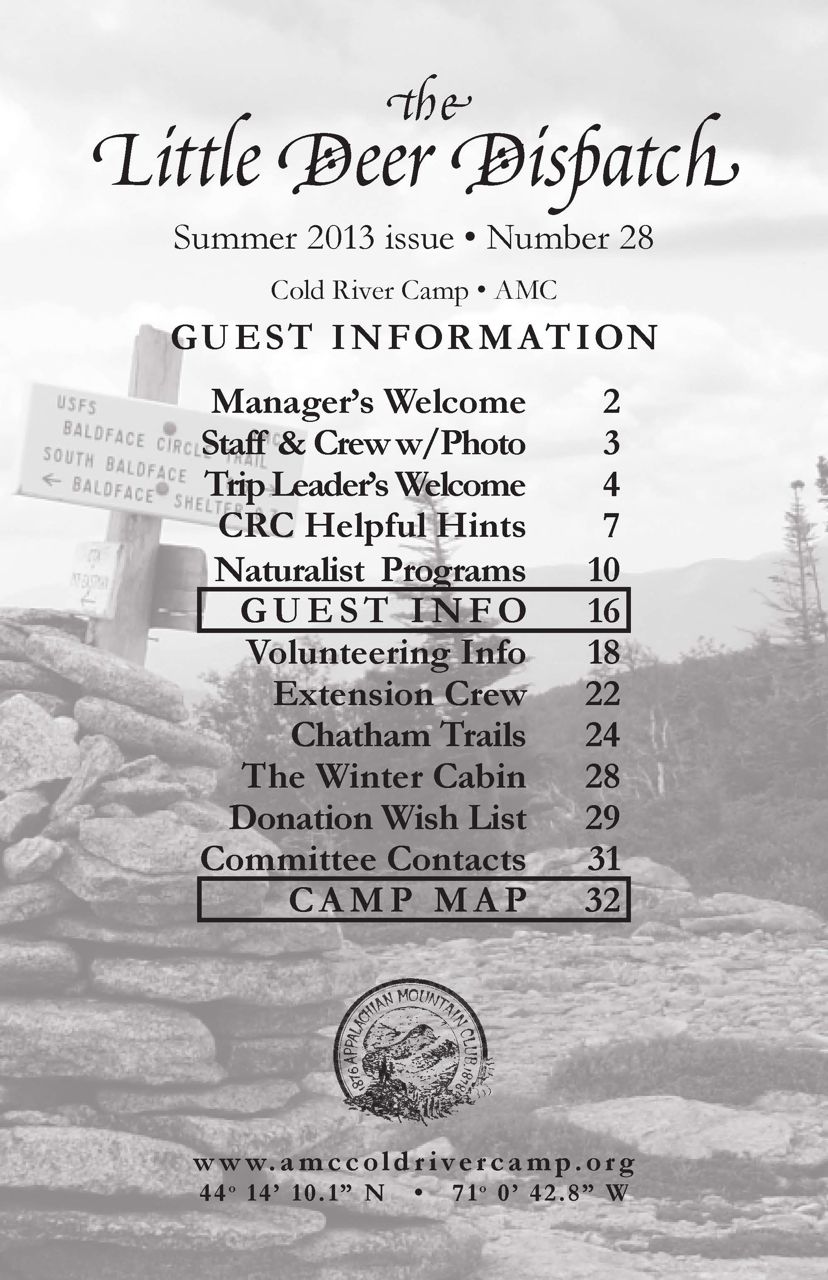 the
Little Deer Dispatch
Summer 2013 issue • Number 28
Cold River Camp • AMC
GUEST INFORMATION
Manager’s Welcome 2
Staff & Crew w/Photo 3
Trip Leader’s Welcome 4
CRC Helpful Hints 7
Naturalist Programs 10
GUEST INFO 16
Volunteering Info 18
Extension Crew 22
Chatham Trails 24
The Winter Cabin 28
Donation Wish List 29
Committee Contacts 31
CAMP MAP 32
USFS
BALDFACE CIRCLE TRAIL
SOUTH BALDFACE
← BALDFACE SHELTER
1876 APPALACHIAN MOUNTAIN CLUB 1878
www.amccoldrivercamp.org
44° 14’ 10.1” N • 71° 0’ 42.8” W